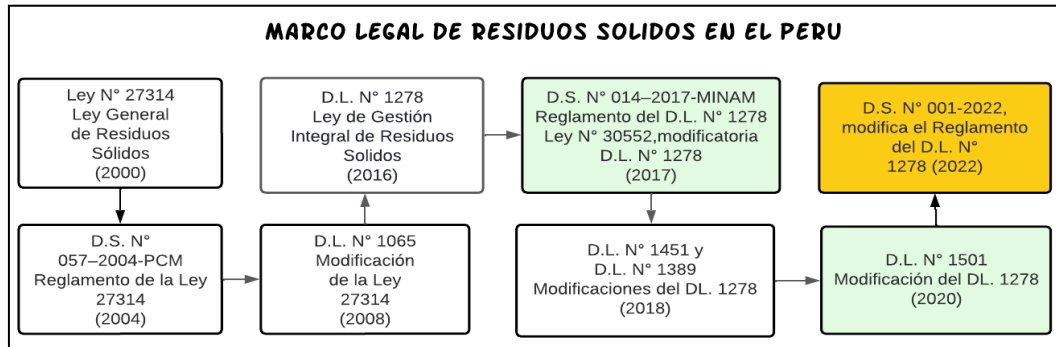 MARCO LEGAL DE RESIDUOS SOLIDOS EN EL PERU
Ley N° 27314
Ley General
de Residuos
Sólidos
(2000)
D.S. N°
057–2004-PCM
Reglamento de la Ley
27314
(2004)
D.L. N° 1065
Modificación
de la Ley
27314
(2008)
D.L. N° 1278
Ley de Gestión
Integral de Residuos
Solidos
(2016)
D.S. N° 014–2017-MINAM
Reglamento del D.L. N° 1278
Ley N° 30552,modificatoria
D.L. N° 1278
(2017)
D.L. N° 1451 y
D.L. N° 1389
Modificaciones del DL. 1278
(2018)
D.L. N° 1501
Modificación del DL. 1278
(2020)
D.S. N° 001-2022,
modifica el Reglamento
del D.L. N°
1278 (2022)